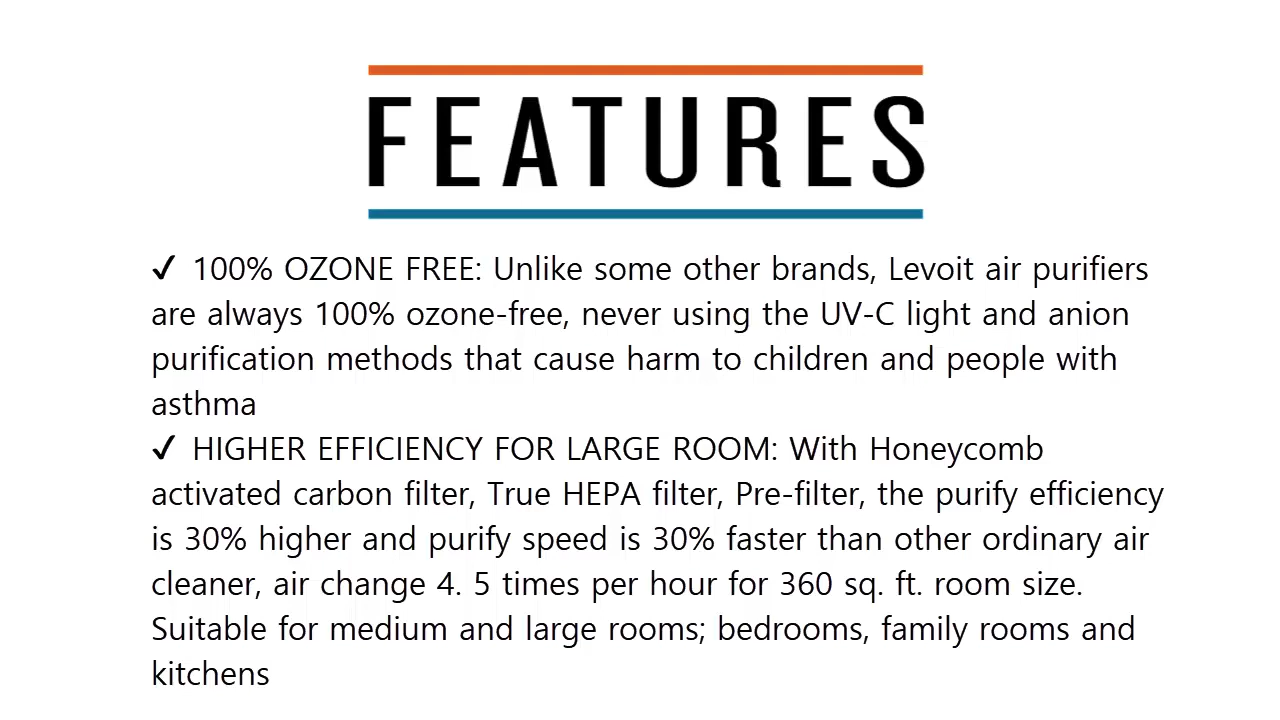 FEATURES
✓ 100% OZONE FREE: Unlike some other brands, Levoit air purifiers
are always 100% ozone-free, never using the UV-C light and anion
purification methods that cause harm to children and people with
asthma
✓ HIGHER EFFICIENCY FOR LARGE ROOM: With Honeycomb
activated carbon filter, True HEPA filter, Pre-filter, the purify efficiency
is 30% higher and purify speed is 30% faster than other ordinary air
cleaner, air change 4. 5 times per hour for 360 sq. ft. room size.
Suitable for medium and large rooms; bedrooms, family rooms and
kitchens